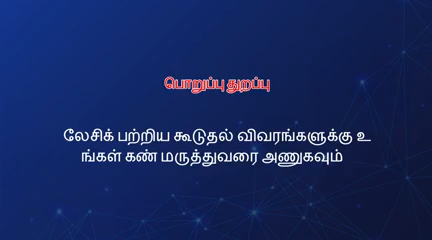 பொறுப்பு துறப்பு
லேசிக் பற்றிய கூடுதல் விவரங்களுக்கு உ
ங்கள் கண் மருத்துவரை அணுகவும்